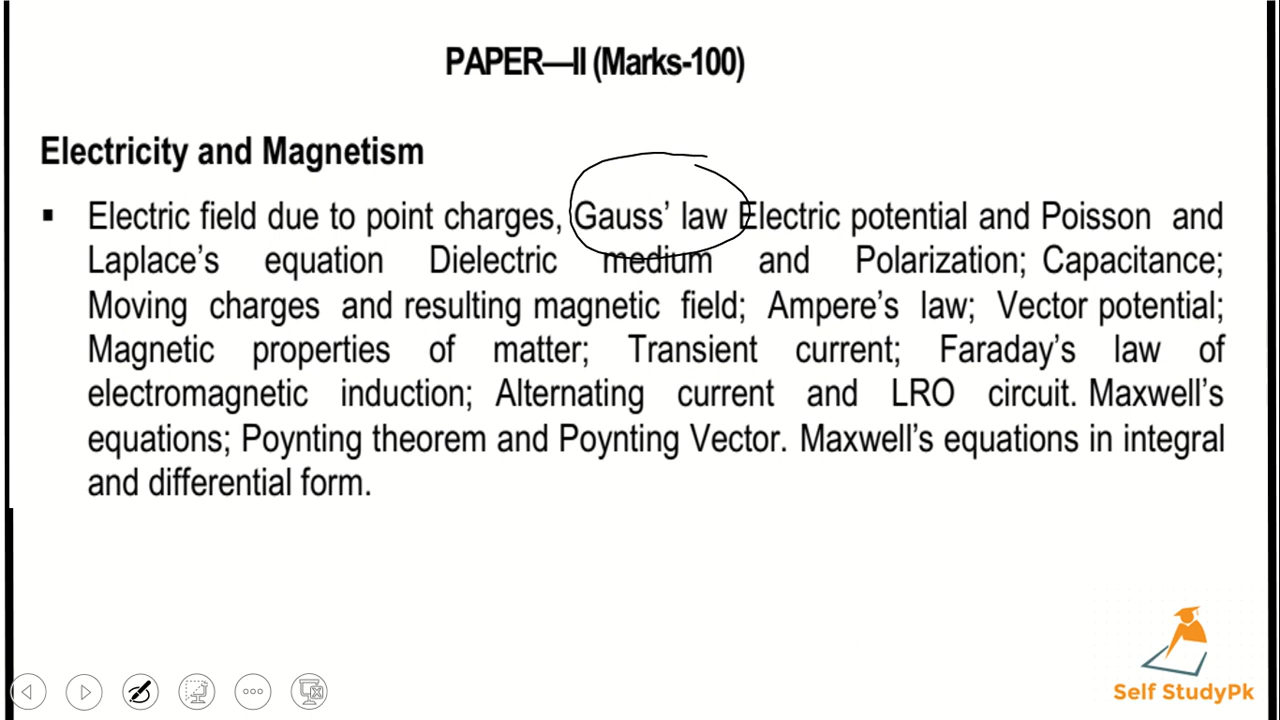 PAPER—II (Marks-100)
Electricity and Magnetism
▪ Electric field due to point charges, Gauss’ law Electric potential and Poisson and
Laplace’s equation Dielectric medium and Polarization; Capacitance;
Moving charges and resulting magnetic field; Ampere’s law; Vector potential;
Magnetic properties of matter; Transient current; Faraday’s law of
electromagnetic induction; Alternating current and LRO circuit. Maxwell’s
equations; Poynting theorem and Poynting Vector. Maxwell’s equations in integral
and differential form.
Self StudyPk